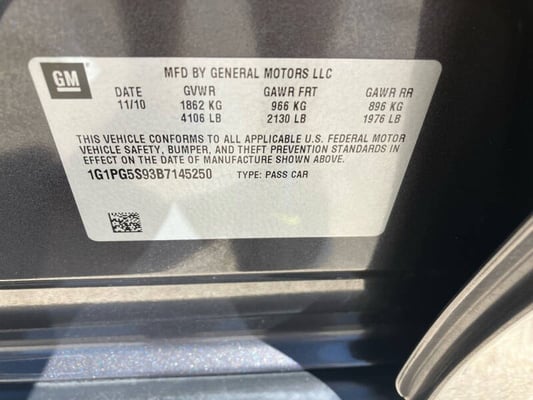 GM
MFD BY GENERAL MOTORS LLC
DATE GVWR GAWR FRT GAWR RR
11/10 1862 KG 966 KG 896 KG
4106 LB 2130 LB 1976 LB
THIS VEHICLE CONFORMS TO ALL APPLICABLE U.S. FEDERAL MOTOR
VEHICLE SAFETY, BUMPER, AND THEFT PREVENTION STANDARDS IN
EFFECT ON THE DATE OF MANUFACTURE SHOWN ABOVE.
1G1PG5S93B7145250 TYPE: PASS CAR